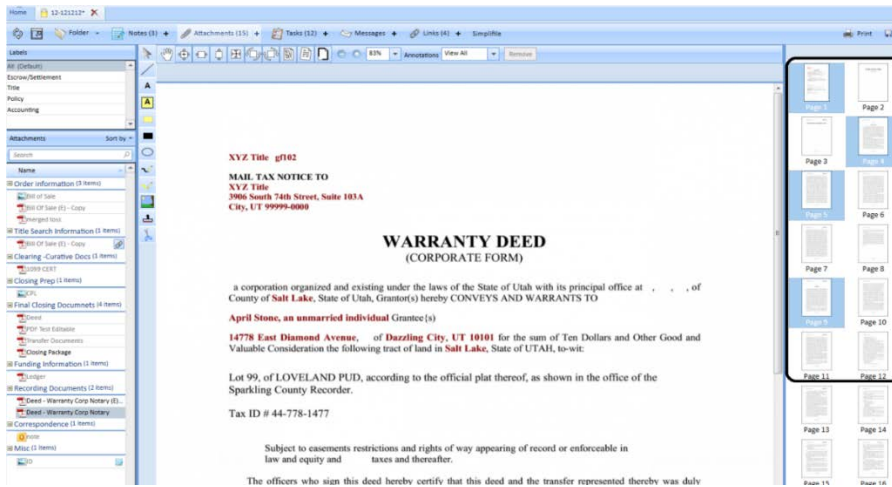 Home 12-121212* X
Folder Notes (3) + Attachments (15) + Tasks (12) + Messages + Links (4) + Simplifile Print
Labels
All (Default)
Escrow/Settlement
Title
Policy
Accounting
Attachments Sort by
Search
Name
Order Information (3 items)
Bill of Sale
Bill Of Sale (E) - Copy
merged foss
Title Search Information (1 items)
Bill Of Sale (E) - Copy
Clearing -Curative Docs (1 items)
1099 CERT
Closing Prep (1 items)
CPL
Final Closing Documnets (4 items)
Deed
PDF Test Editable
Transfer Documents
Closing Package
Funding Information (1 items)
Ledger
Recording Documents (2 items)
Deed - Warranty Corp Notary (E)...
Deed - Warranty Corp Notary
Correspondence (1 items)
note
Misc (1 items)
ID
83% Annotations View All Remove
A
A
XYZ Title gf102
MAIL TAX NOTICE TO
XYZ Title
3906 South 74th Street, Suite 103A
City, UT 99999-0000
WARRANTY DEED
(CORPORATE FORM)
a corporation organized and existing under the laws of the State of Utah with its principal office at , , , of
County of Salt Lake, State of Utah, Grantor(s) hereby CONVEYS AND WARRANTS TO
April Stone, an unmarried individual Grantee(s)
14778 East Diamond Avenue, of Dazzling City, UT 10101 for the sum of Ten Dollars and Other Good and
Valuable Consideration the following tract of land in Salt Lake, State of UTAH, to-wit:
Lot 99, of LOVELAND PUD, according to the official plat thereof, as shown in the office of the
Sparkling County Recorder.
Tax ID # 44-778-1477
Subject to easements restrictions and rights of way appearing of record or enforceable in
law and equity and taxes and thereafter.
The officers who sign this deed hereby certify that this deed and the transfer represented thereby was duly
Page 1 Page 2
Page 3 Page 4
Page 5 Page 6
Page 7 Page 8
Page 9 Page 10
Page 11 Page 12
Page 13 Page 14
Page 15 Page 16